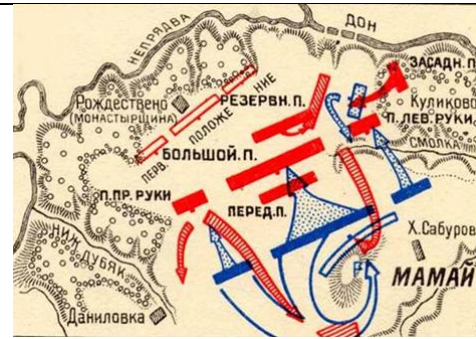 НЕПРЯДВА
ДОН
ЗАСАДН. П.
Рождествено
(МОНАСТЫРЩИНА)
РЕЗЕРВН. П.
Куликово
П. ЛЕВ. РУКИ.
ПЕРВ. ПОЛОЖЕНИЕ
СМОЛКА
БОЛЬШОЙ. П.
П. ПР. РУКИ
ПЕРЕД. П.
Х. Сабуров
НИЖ. ДУБЯК
МАМАЙ
Даниловка